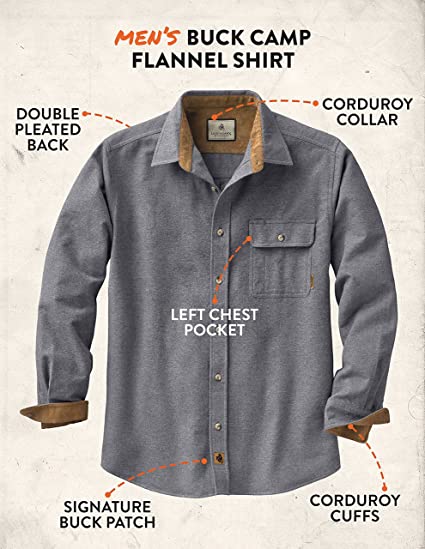 MEN'S BUCK CAMP
FLANNEL SHIRT
DOUBLE
PLEATED
BACK
CORDUROY
COLLAR
LEFT CHEST
POCKET
SIGNATURE
BUCK PATCH
CORDUROY
CUFFS